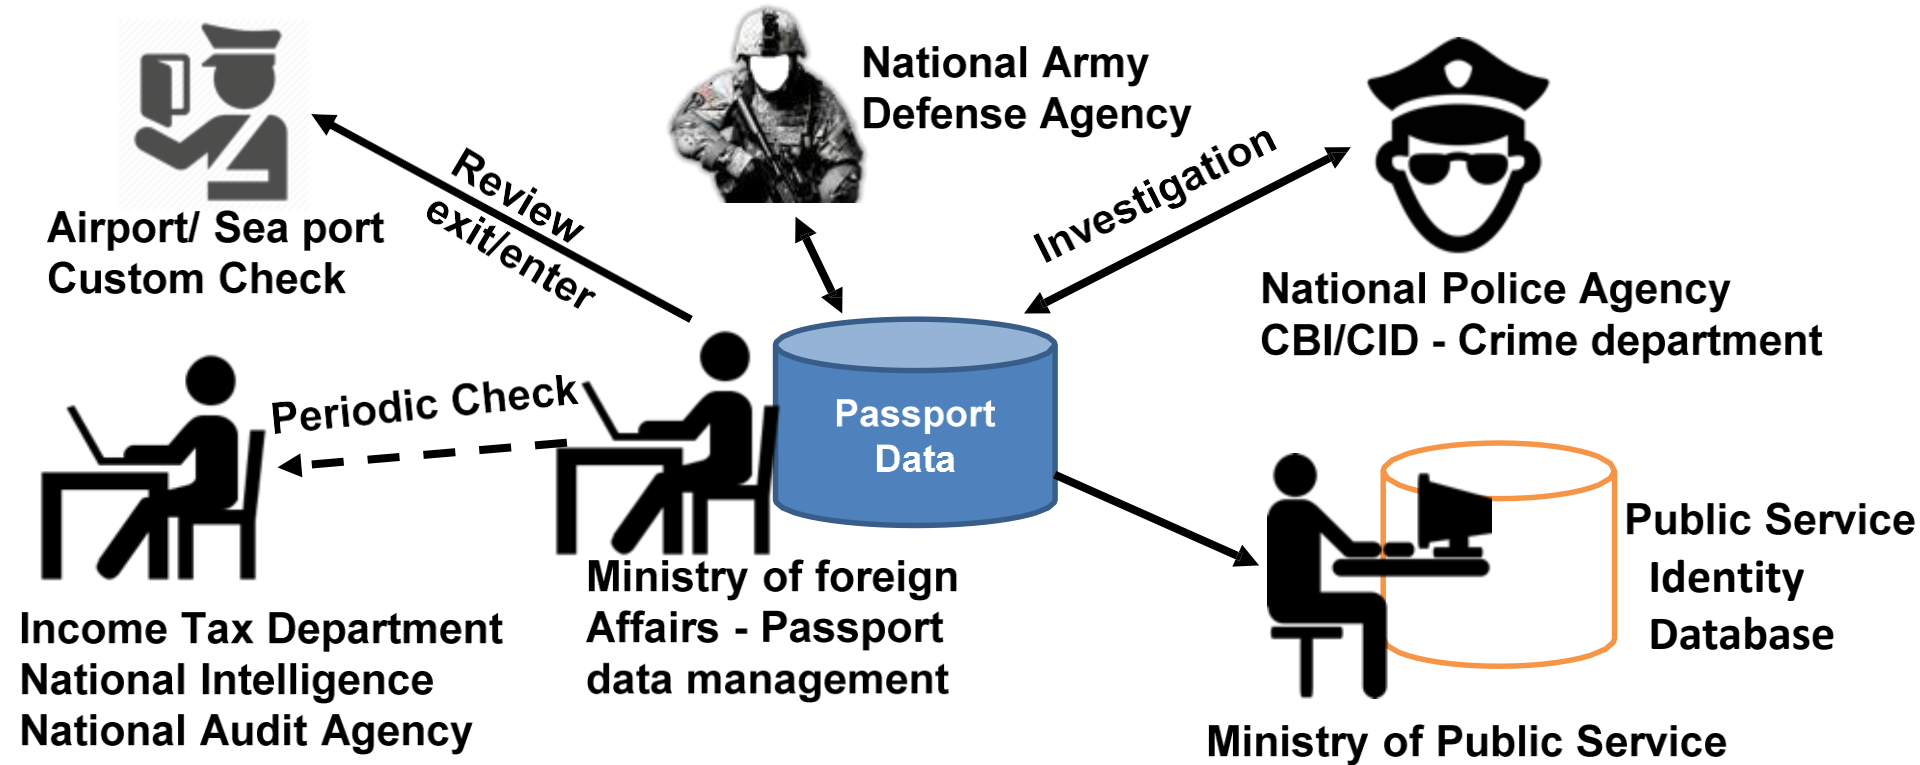 National Army
Defense Agency
Review
exit/enter
Investigation
Airport/ Sea port
Custom Check
National Police Agency
CBI/CID - Crime department
Periodic Check
Passport
Data
Public Service
Identity
Database
Ministry of foreign
Affairs - Passport
data management
Income Tax Department
National Intelligence
National Audit Agency
Ministry of Public Service